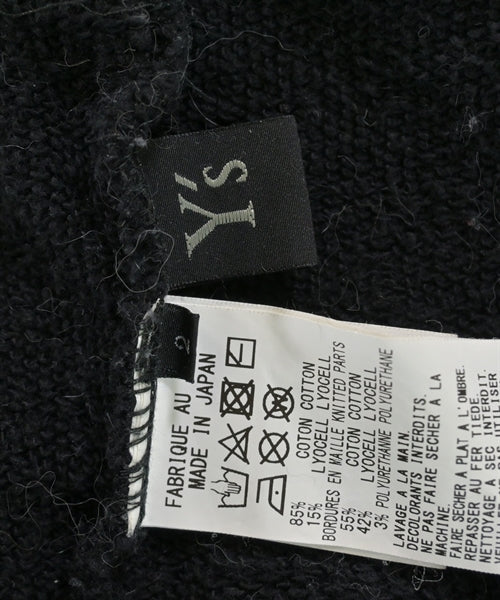 Y's
2
FABRIQUE AU
MADE IN JAPAN
85% COTON COTTON
15% LYOCELL LYOCELL
BORDURES EN MAILLE KNITTED PARTS
55% COTON COTTON
42% LYOCELL LYOCELL
3% POLYURETHANNE POLYURETHANE
LAVAGE A LA MAIN.
DECOLORANTS INTERDITS.
NE PAS FAIRE SECHER A LA
MACHINE.
FAIRE SÉCHER A PLAT A L'OMBRE.
REPASSER AU FER TIEDE.
NETTOYAGE A SEC INTERDIT.
UTILISER